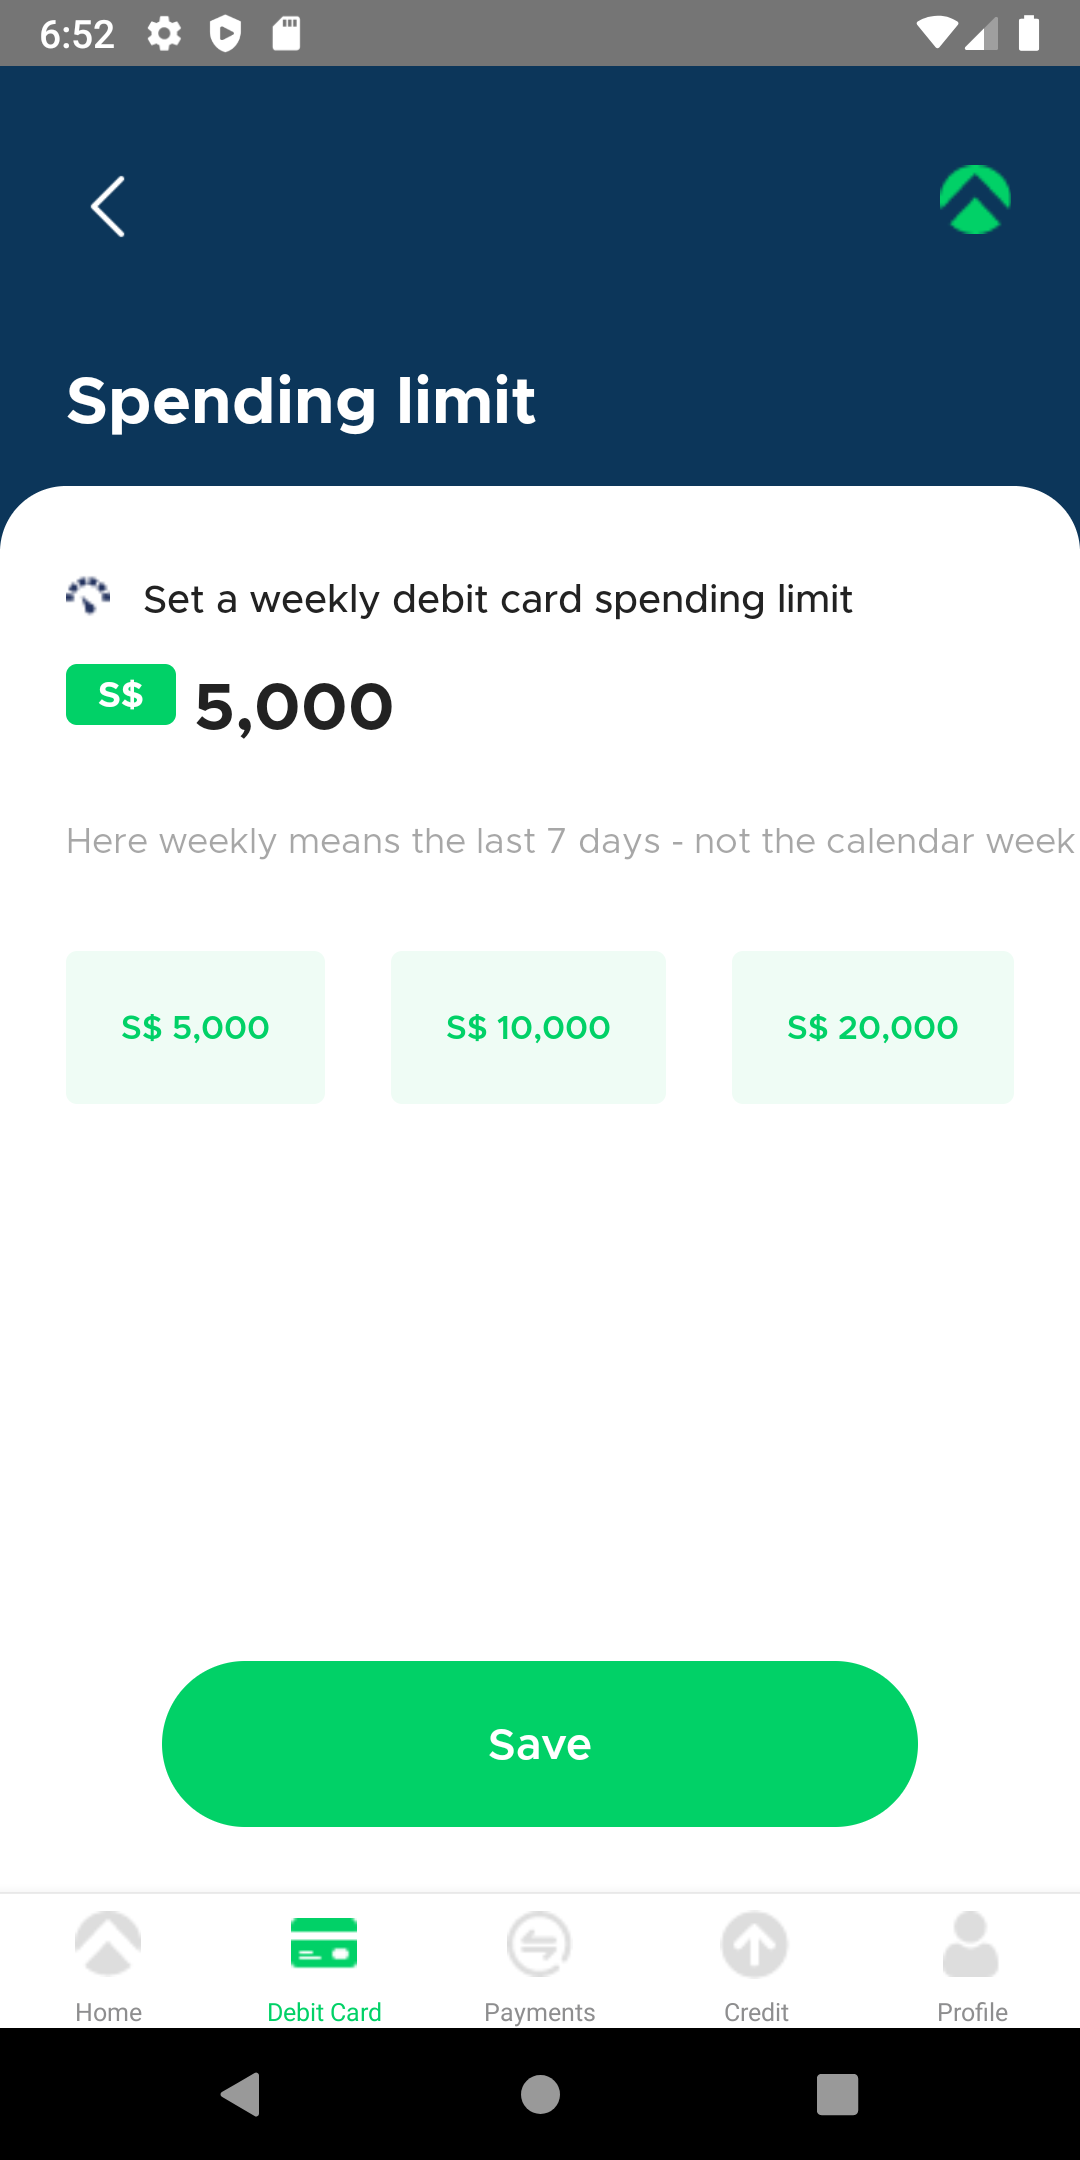 6:52
Spending limit
Set a weekly debit card spending limit
S$ 5,000
Here weekly means the last 7 days - not the calendar week
S$ 5,000 S$ 10,000 S$ 20,000
Save
Home Debit Card Payments Credit Profile